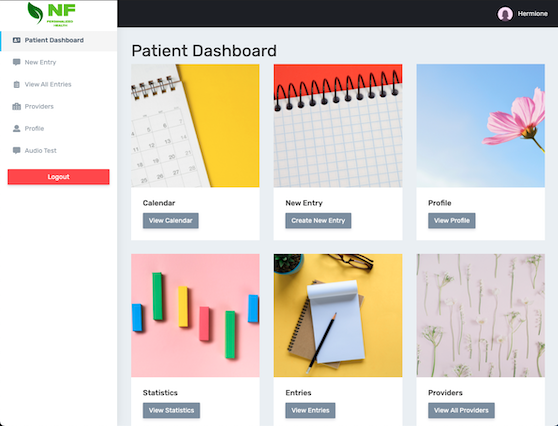 NF
PERSONALIZED
HEALTH
Hermione
Patient Dashboard
New Entry
View All Entries
Providers
Profile
Audio Test
Logout
Patient Dashboard
Calendar
View Calendar
New Entry
Create New Entry
Profile
View Profile
Statistics
View Statistics
Entries
View Entries
Providers
View All Providers